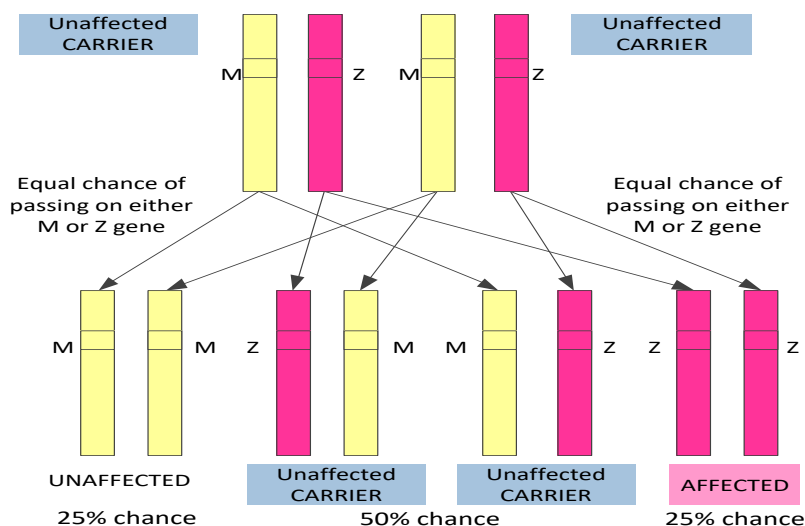 Unaffected
CARRIER
Unaffected
CARRIER
M
Z
M
Z
Equal chance of
passing on either
M or Z gene
Equal chance of
passing on either
M or Z gene
M
M
Z
M
M
Z
Z
Z
UNAFFECTED
Unaffected
CARRIER
Unaffected
CARRIER
AFFECTED
25% chance
50% chance
25% chance